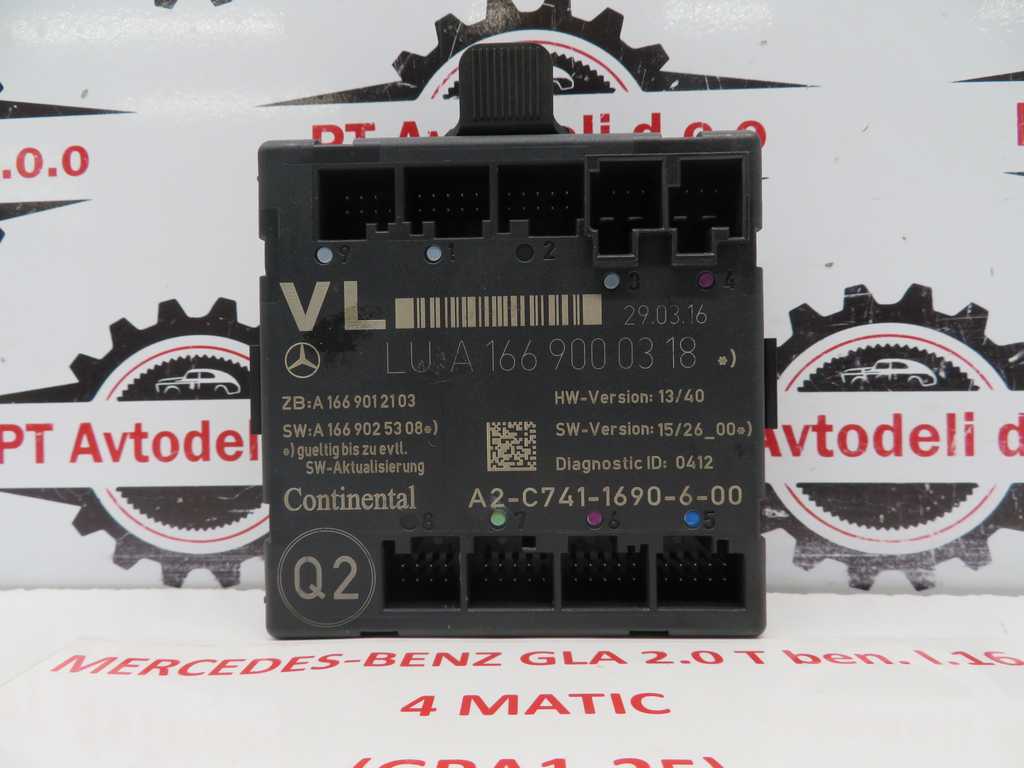 PT Avtodeli d.o.o
.o.o
9 1 2
3 4
VL
29.03.16
LU:A 166 900 03 18 *)
ZB:A 166 901 21 03
HW-Version: 13/40
SW:A 166 902 53 08*)
SW-Version: 15/26_00*)
*) gueltig bis zu evtl.
SW-Aktualisierung
Diagnostic ID: 0412
Continental
A2-C741-1690-6-00
8 7 6 5
Q2
PT Avtodeli
Avtodeli
MERCEDES-BENZ GLA 2.0 T ben. l.16
4 MATIC